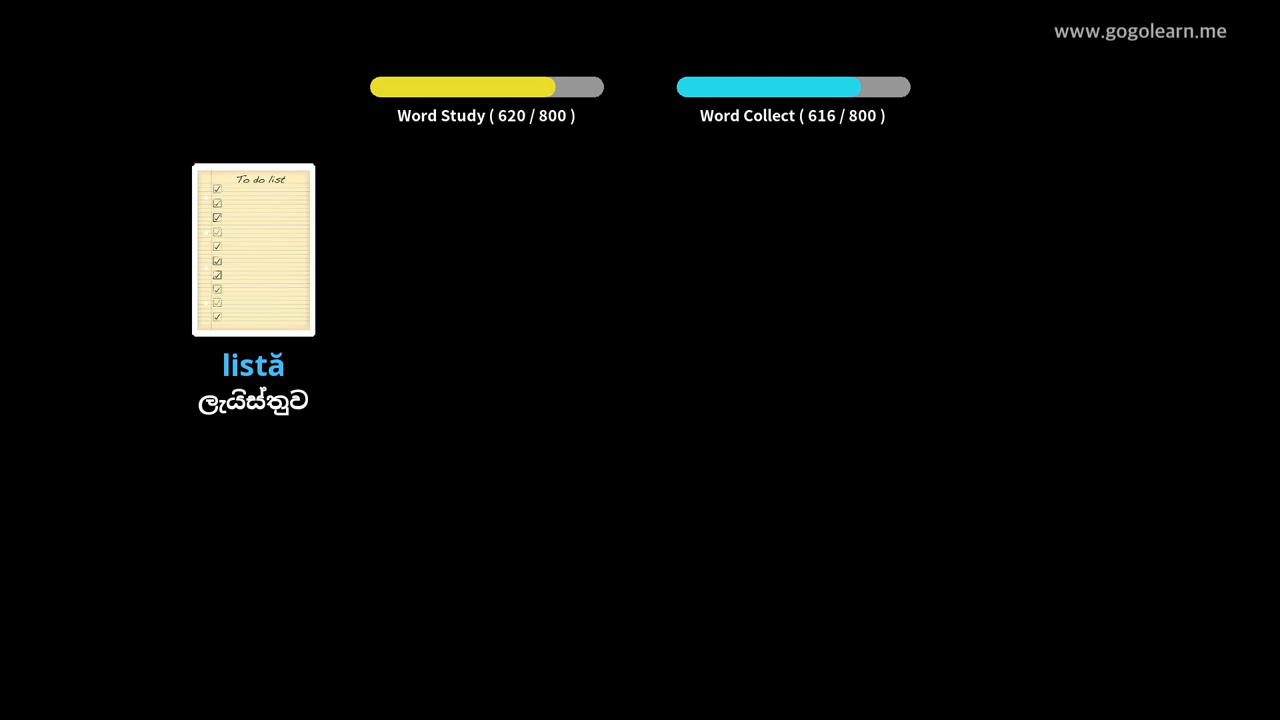 www.gogolearn.me
Word Study ( 620 / 800 )
Word Collect ( 616 / 800 )
To do list
listă
ලැයිස්තුව